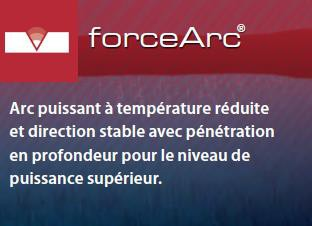 forceArc®
Arc puissant à température réduite
et direction stable avec pénétration
en profondeur pour le niveau de
puissance supérieur.